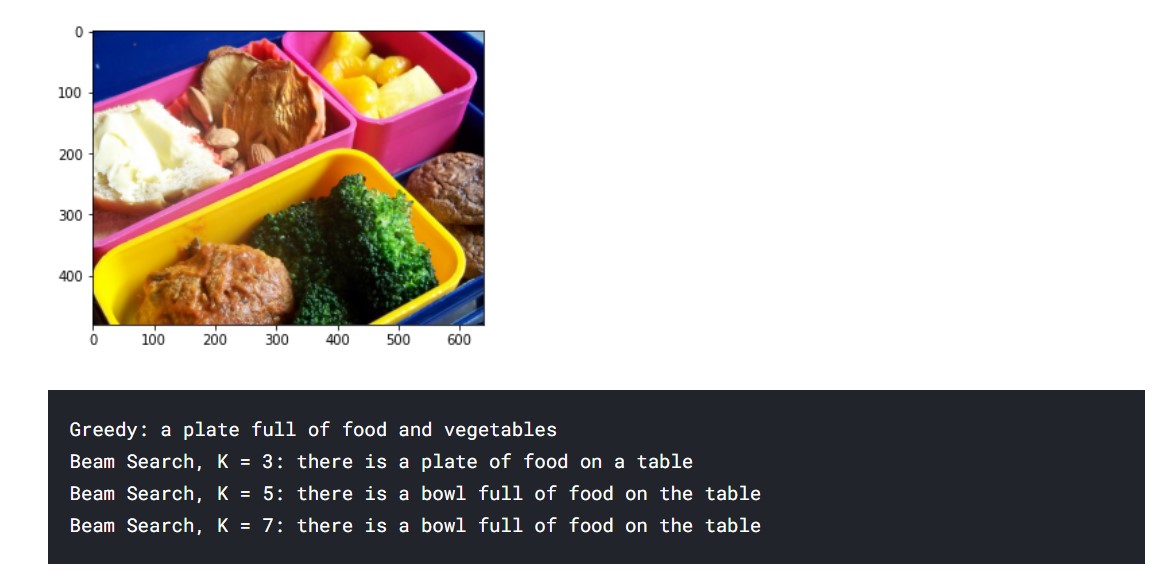 0
100
200
300
400
0 100 200 300 400 500 600
Greedy: a plate full of food and vegetables
Beam Search, K = 3: there is a plate of food on a table
Beam Search, K = 5: there is a bowl full of food on the table
Beam Search, K = 7: there is a bowl full of food on the table